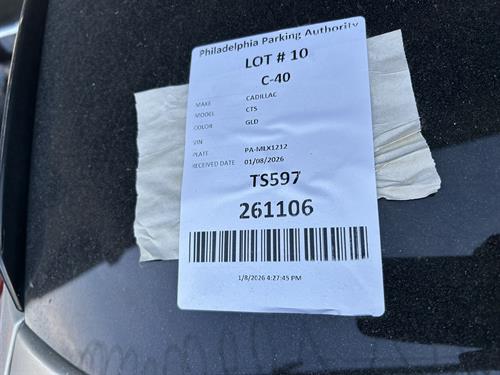 Philadelphia Parking Authority
LOT # 10
C-40
MAKE CADILLAC
MODEL CTS
COLOR GLD
VIN
PLATE PA-MLX1212
RECEIVED DATE 01/08/2026
TS597
261106
1/8/2026 4:27:45 PM